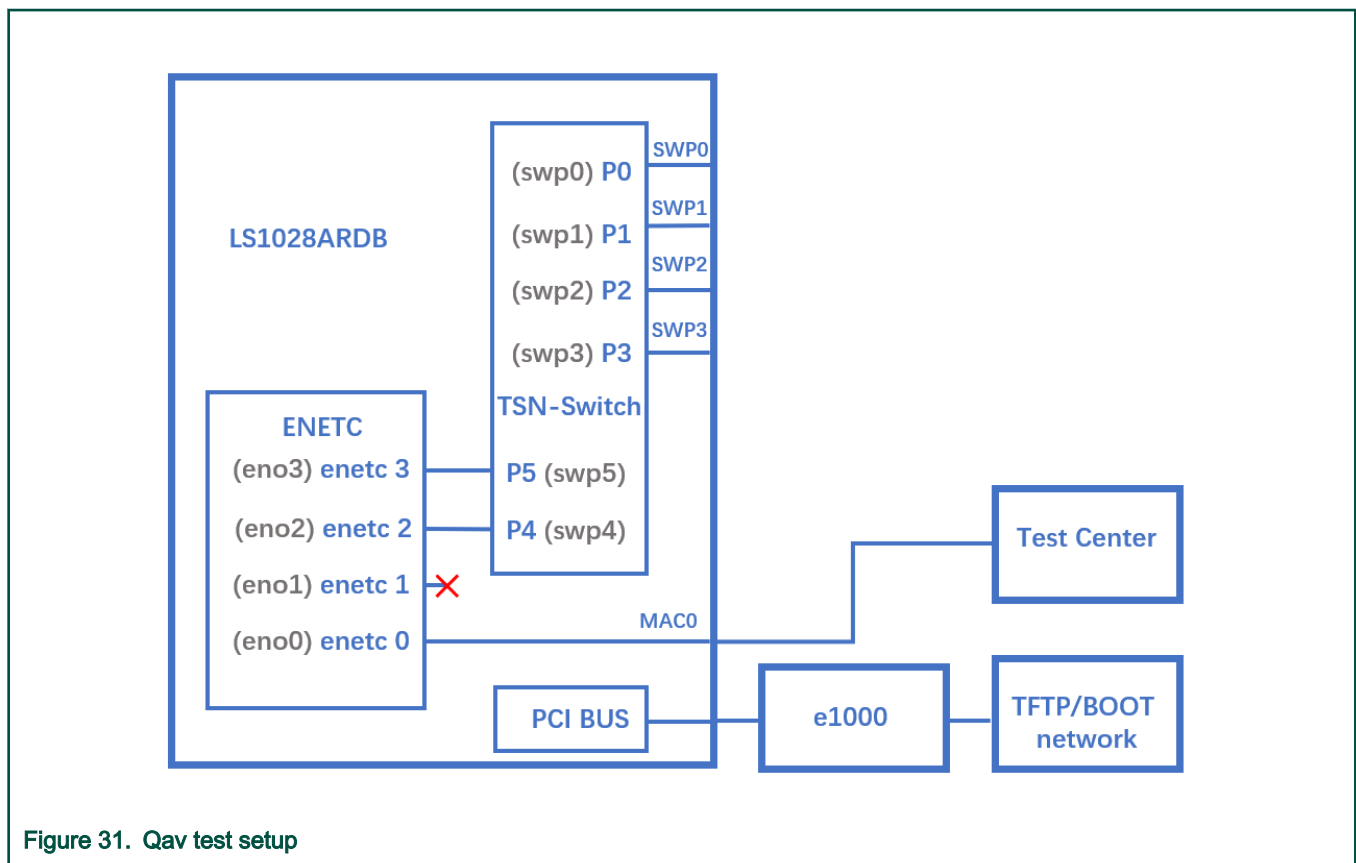 SWP0
(swp0) P0
SWP1
(swp1) P1
LS1028ARDB
SWP2
(swp2) P2
SWP3
(swp3) P3
TSN-Switch
ENETC
(eno3) enetc 3
P5 (swp5)
(eno2) enetc 2
P4 (swp4)
Test Center
(eno1) enetc 1
MAC0
(eno0) enetc 0
PCI BUS
e1000
TFTP/BOOT
network
Figure 31. Qav test setup